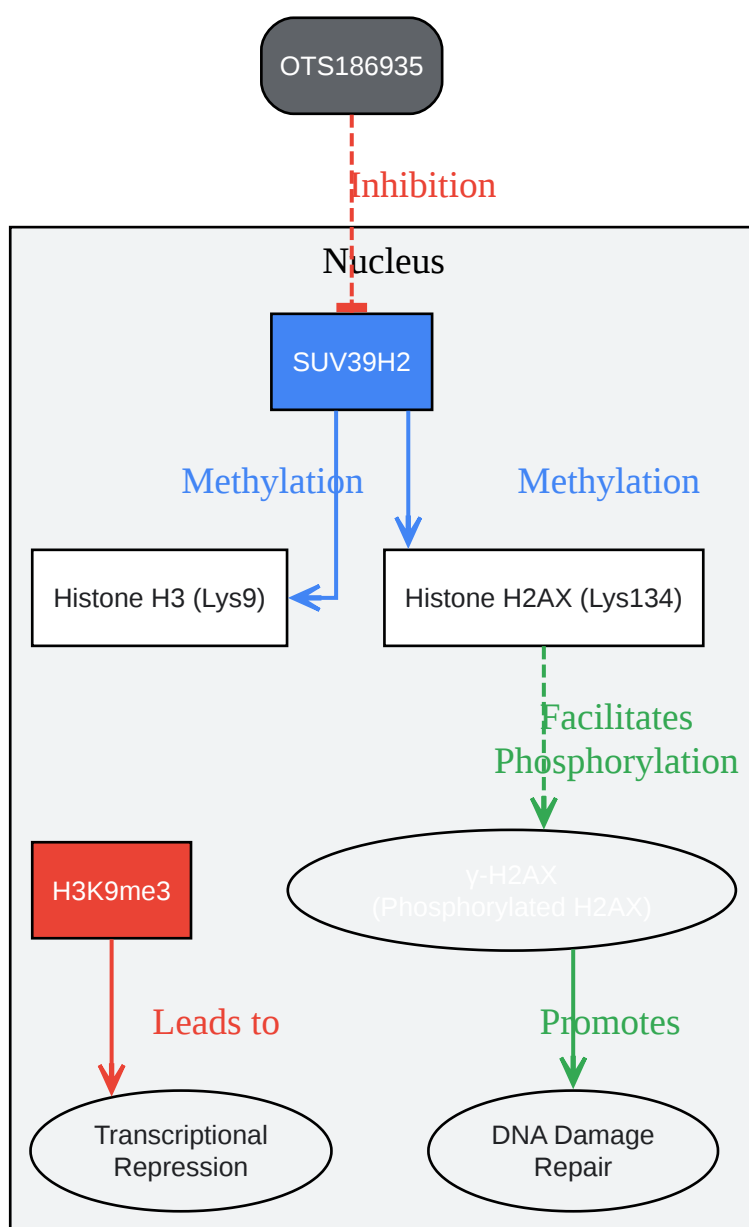 OTS186935
Inhibition
Nucleus
SUV39H2
Methylation
Methylation
Histone H3 (Lys9)
Histone H2AX (Lys134)
Facilitates
Phosphorylation
H3K9me3
γ-H2AX
(Phosphorylated H2AX)
Leads to
Promotes
Transcriptional
Repression
DNA Damage
Repair